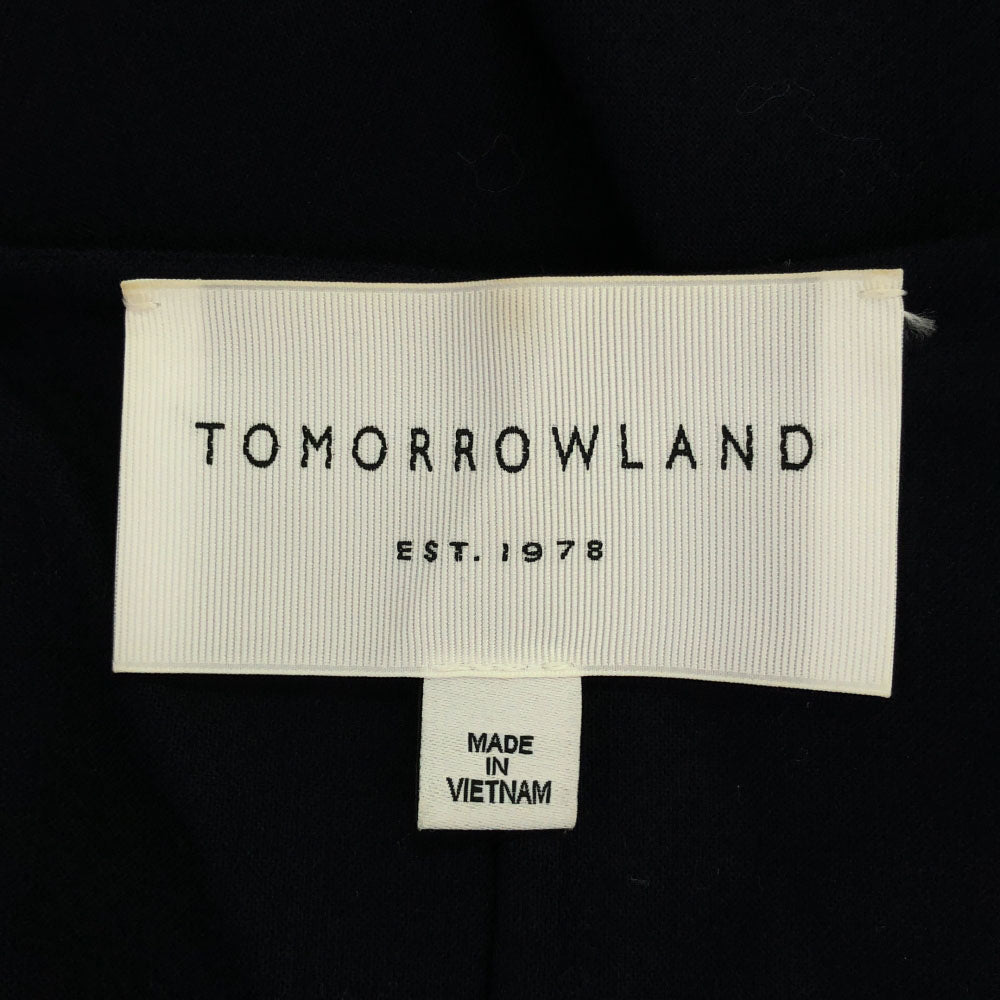 TOMORROWLAND
EST. 1978
MADE
IN
VIETNAM